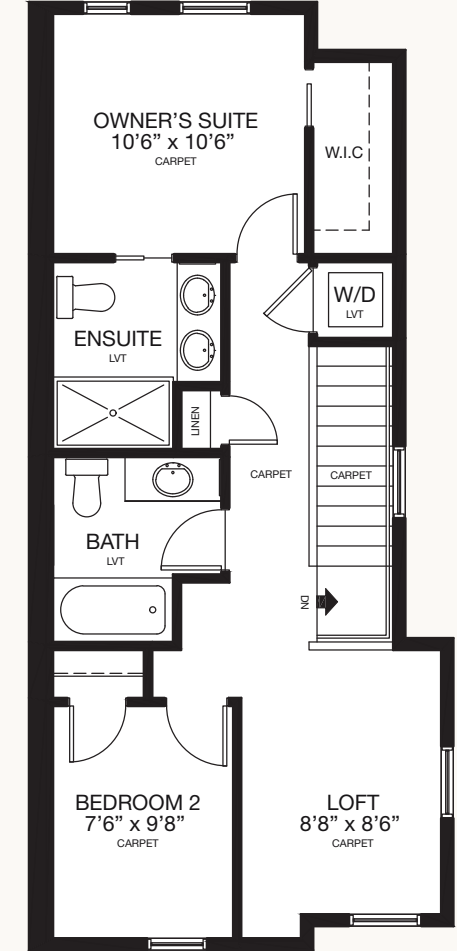 OWNER’S SUITE
10’6” x 10’6”
CARPET
W.I.C
W/D
LVT
ENSUITE
LVT
LINEN
CARPET
CARPET
BATH
LVT
DN
BEDROOM 2
7’6” x 9’8”
CARPET
LOFT
8’8” x 8’6”
CARPET